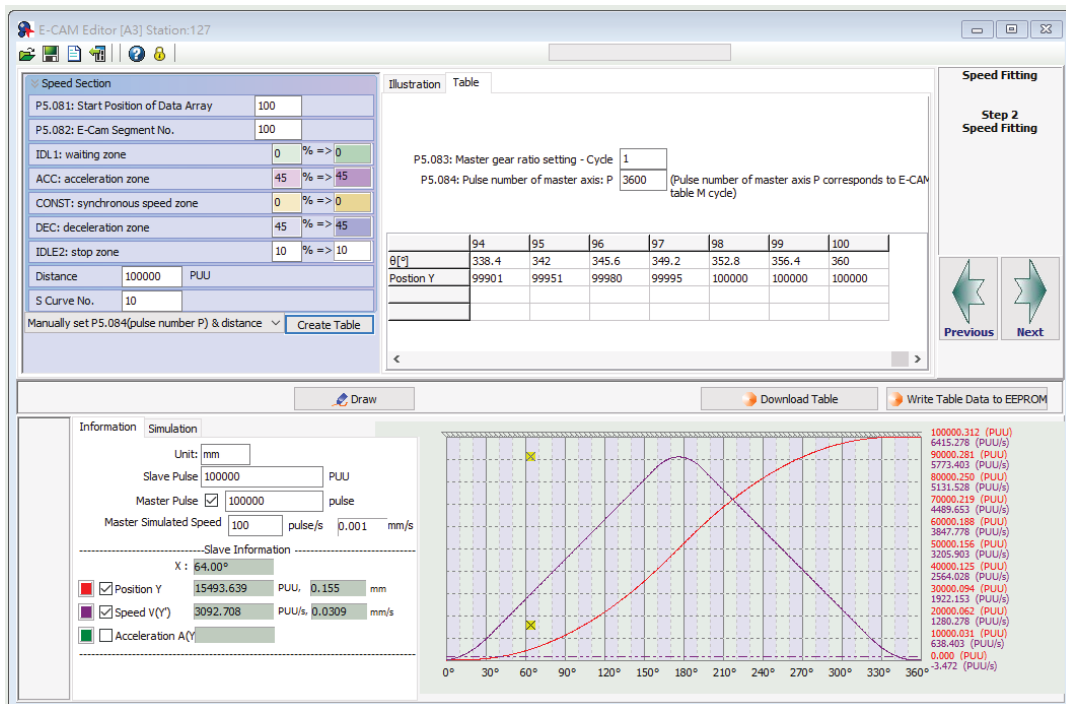 E-CAM Editor [A3] Station:127
Speed Section
P5.081: Start Position of Data Array 100
P5.082: E-Cam Segment No. 100
IDL1: waiting zone 0 % => 0
ACC: acceleration zone 45 % => 45
CONST: synchronous speed zone 0 % => 0
DEC: deceleration zone 45 % => 45
IDLE2: stop zone 10 % => 10
Distance 100000 PUU
S Curve No. 10
Manually set P5.084(pulse number P) & distance Create Table
Illustration Table
P5.083: Master gear ratio setting - Cycle 1
P5.084: Pulse number of master axis: P 3600 (Pulse number of master axis P corresponds to E-CAM
table M cycle)
94 95 96 97 98 99 100
θ[°] 338.4 342 345.6 349.2 352.8 356.4 360
Postion Y 99901 99951 99980 99995 100000 100000 100000
Speed Fitting
Step 2
Speed Fitting
Previous Next
Draw Download Table Write Table Data to EEPROM
Information Simulation
Unit: mm
Slave Pulse 100000 PUU
Master Pulse 100000 pulse
Master Simulated Speed 100 pulse/s 0.001 mm/s
Slave Information
X : 64.00°
Position Y 15493.639 PUU, 0.155 mm
Speed V(Y') 3092.708 PUU/s, 0.0309 mm/s
Acceleration A(Y
100000.312 (PUU)
6415.278 (PUU/s)
90000.281 (PUU)
5773.403 (PUU/s)
80000.250 (PUU)
5131.528 (PUU/s)
70000.219 (PUU)
4489.653 (PUU/s)
60000.188 (PUU)
3847.778 (PUU/s)
50000.156 (PUU)
3205.903 (PUU/s)
40000.125 (PUU)
2564.028 (PUU/s)
30000.094 (PUU)
1922.153 (PUU/s)
20000.062 (PUU)
1280.278 (PUU/s)
10000.031 (PUU)
638.403 (PUU/s)
0.000 (PUU)
-3.472 (PUU/s)
0° 30° 60° 90° 120° 150° 180° 210° 240° 270° 300° 330° 360°